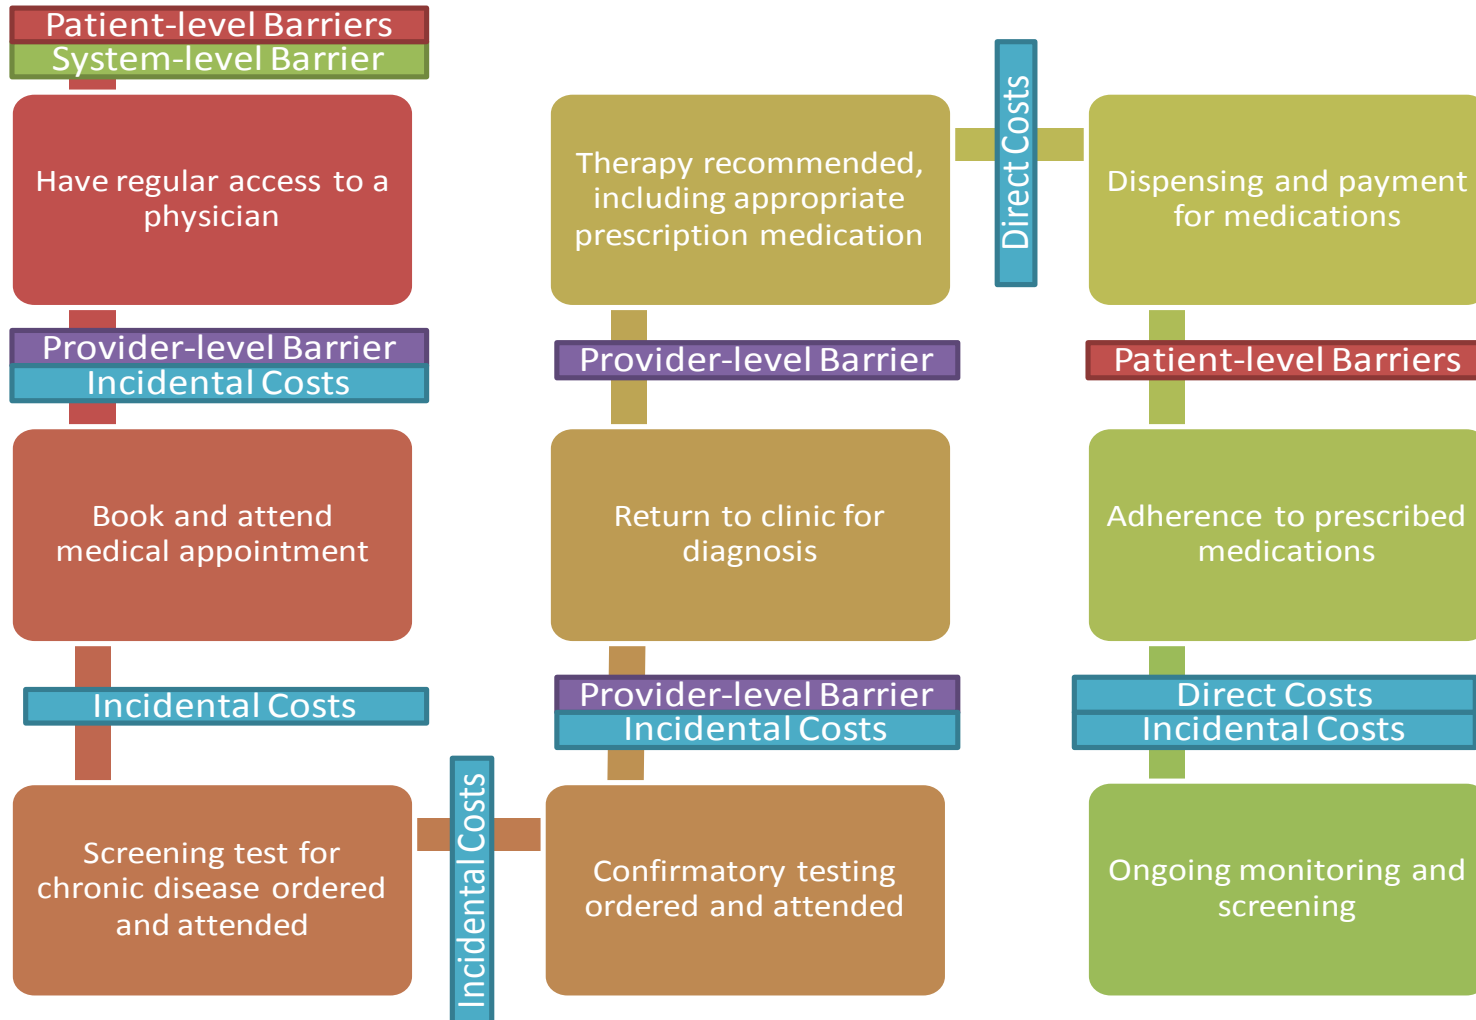 Patient-level Barriers
System-level Barrier
Have regular access to a
physician
Provider-level Barrier
Incidental Costs
Book and attend
medical appointment
Incidental Costs
Screening test for
chronic disease ordered
and attended
Incidental Costs
Confirmatory testing
ordered and attended
Provider-level Barrier
Incidental Costs
Return to clinic for
diagnosis
Provider-level Barrier
Therapy recommended,
including appropriate
prescription medication
Direct Costs
Dispensing and payment
for medications
Patient-level Barriers
Adherence to prescribed
medications
Direct Costs
Incidental Costs
Ongoing monitoring and
screening